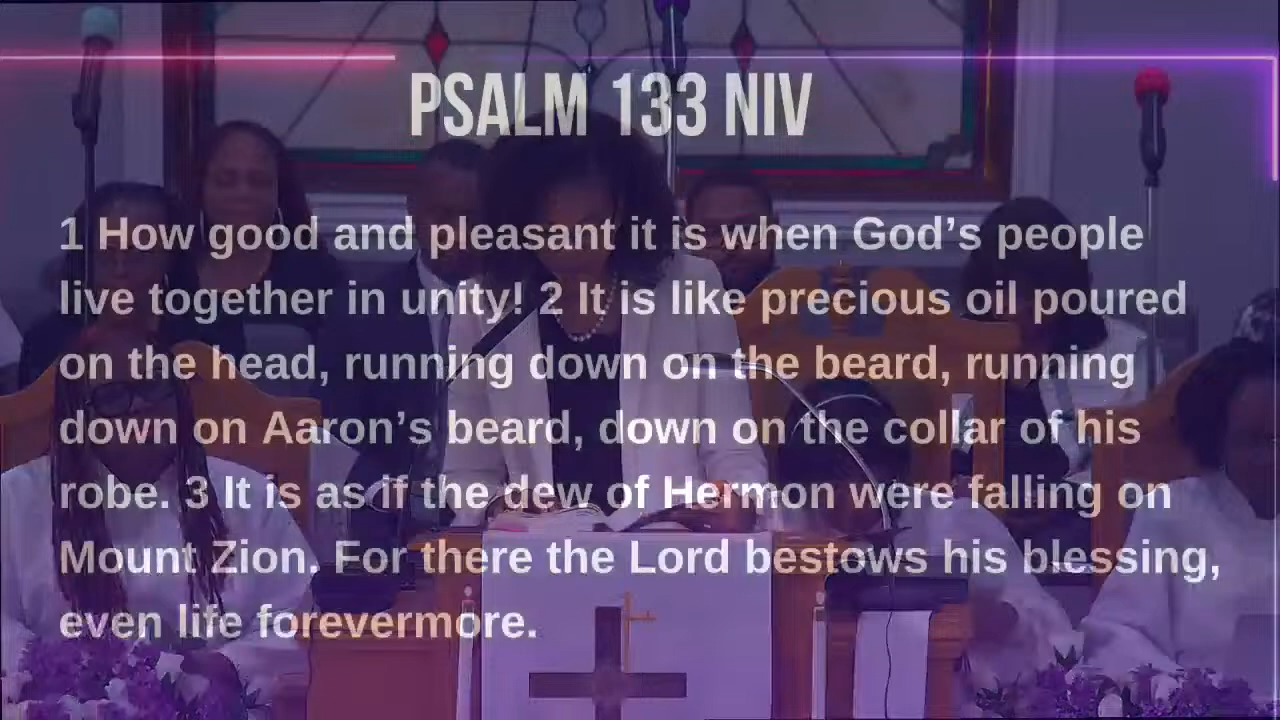 PSALM 133 NIV
1 How good and pleasant it is when God’s people
live together in unity! 2 It is like precious oil poured
on the head, running down on the beard, running
down on Aaron’s beard, down on the collar of his
robe. 3 It is as if the dew of Hermon were falling on
Mount Zion. For there the Lord bestows his blessing,
even life forevermore.